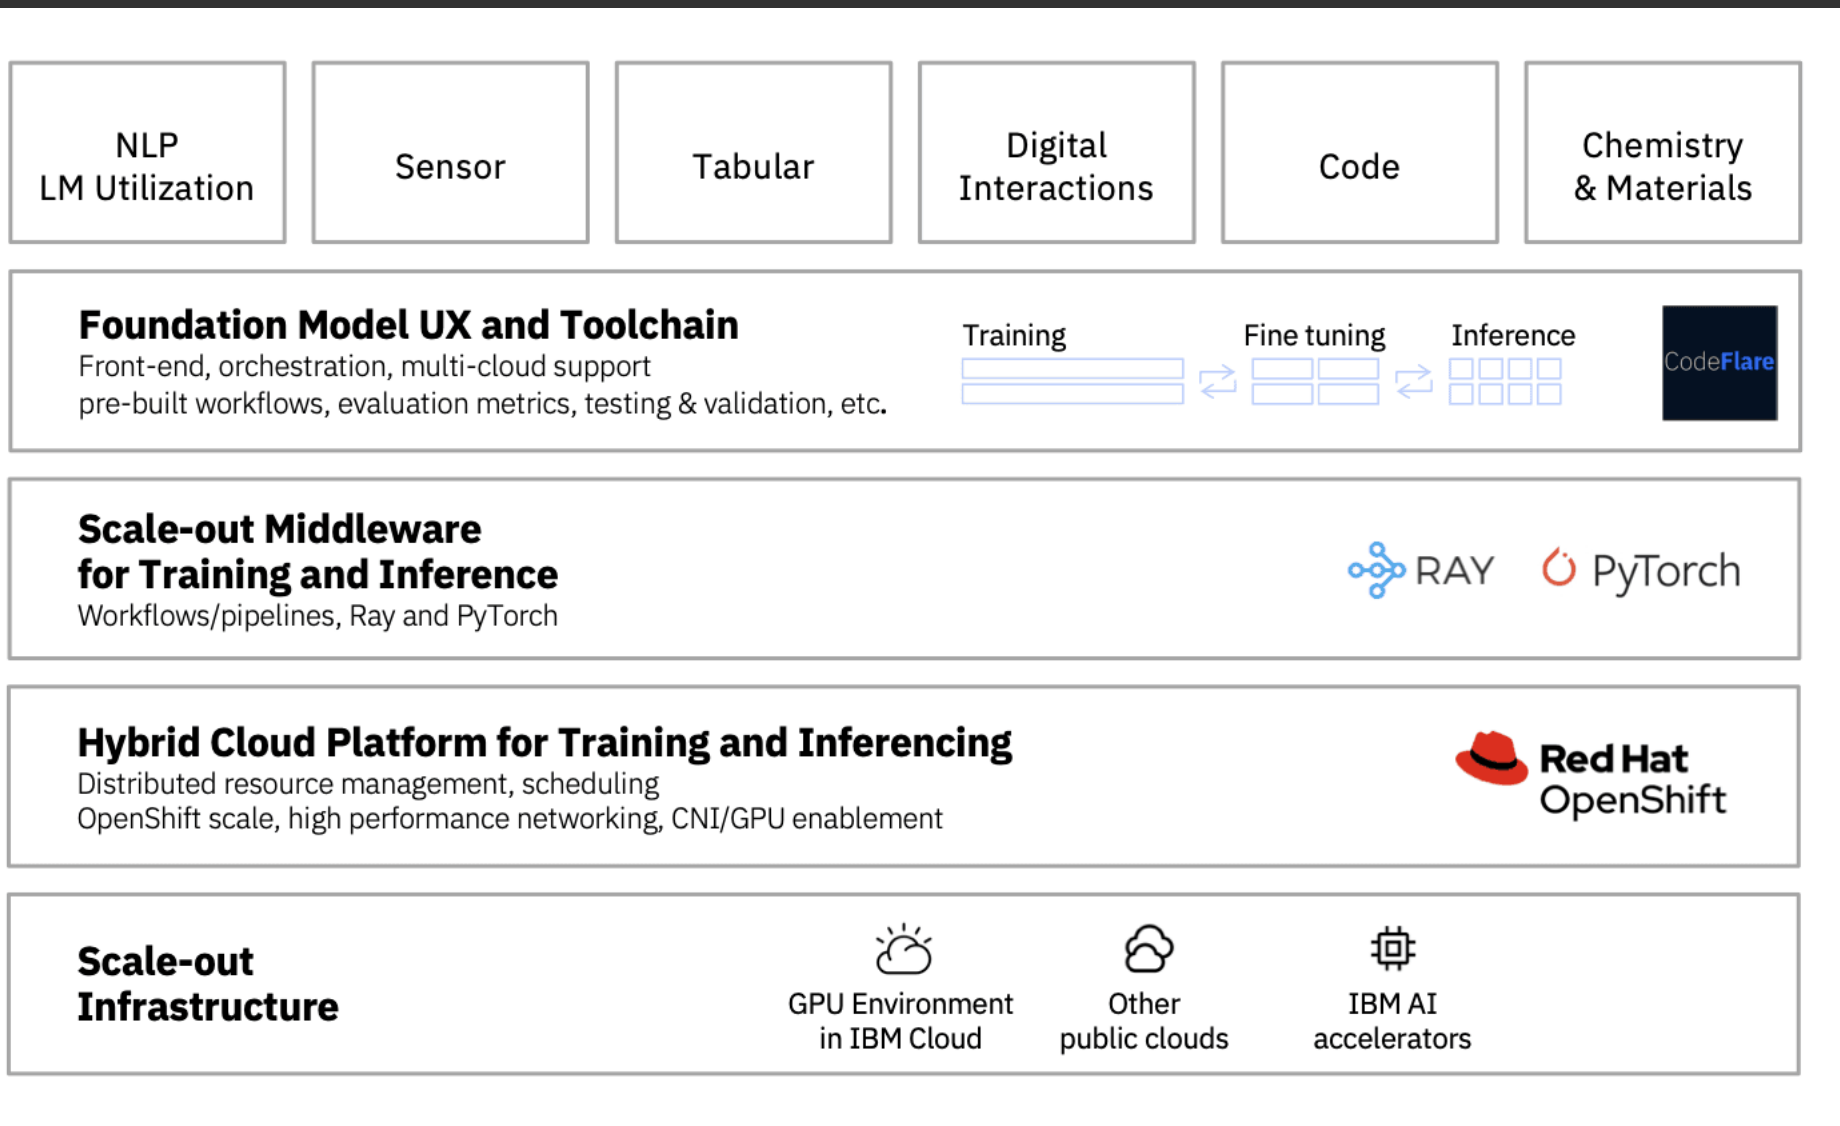 NLP
LM Utilization
Sensor
Tabular
Digital
Interactions
Code
Chemistry
& Materials
Foundation Model UX and Toolchain
Front-end, orchestration, multi-cloud support
pre-built workflows, evaluation metrics, testing & validation, etc.
Training
Fine tuning
Inference
CodeFlare
Scale-out Middleware
for Training and Inference
Workflows/pipelines, Ray and PyTorch
RAY
PyTorch
Hybrid Cloud Platform for Training and Inferencing
Distributed resource management, scheduling
OpenShift scale, high performance networking, CNI/GPU enablement
Red Hat
OpenShift
Scale-out
Infrastructure
GPU Environment
in IBM Cloud
Other
public clouds
IBM AI
accelerators